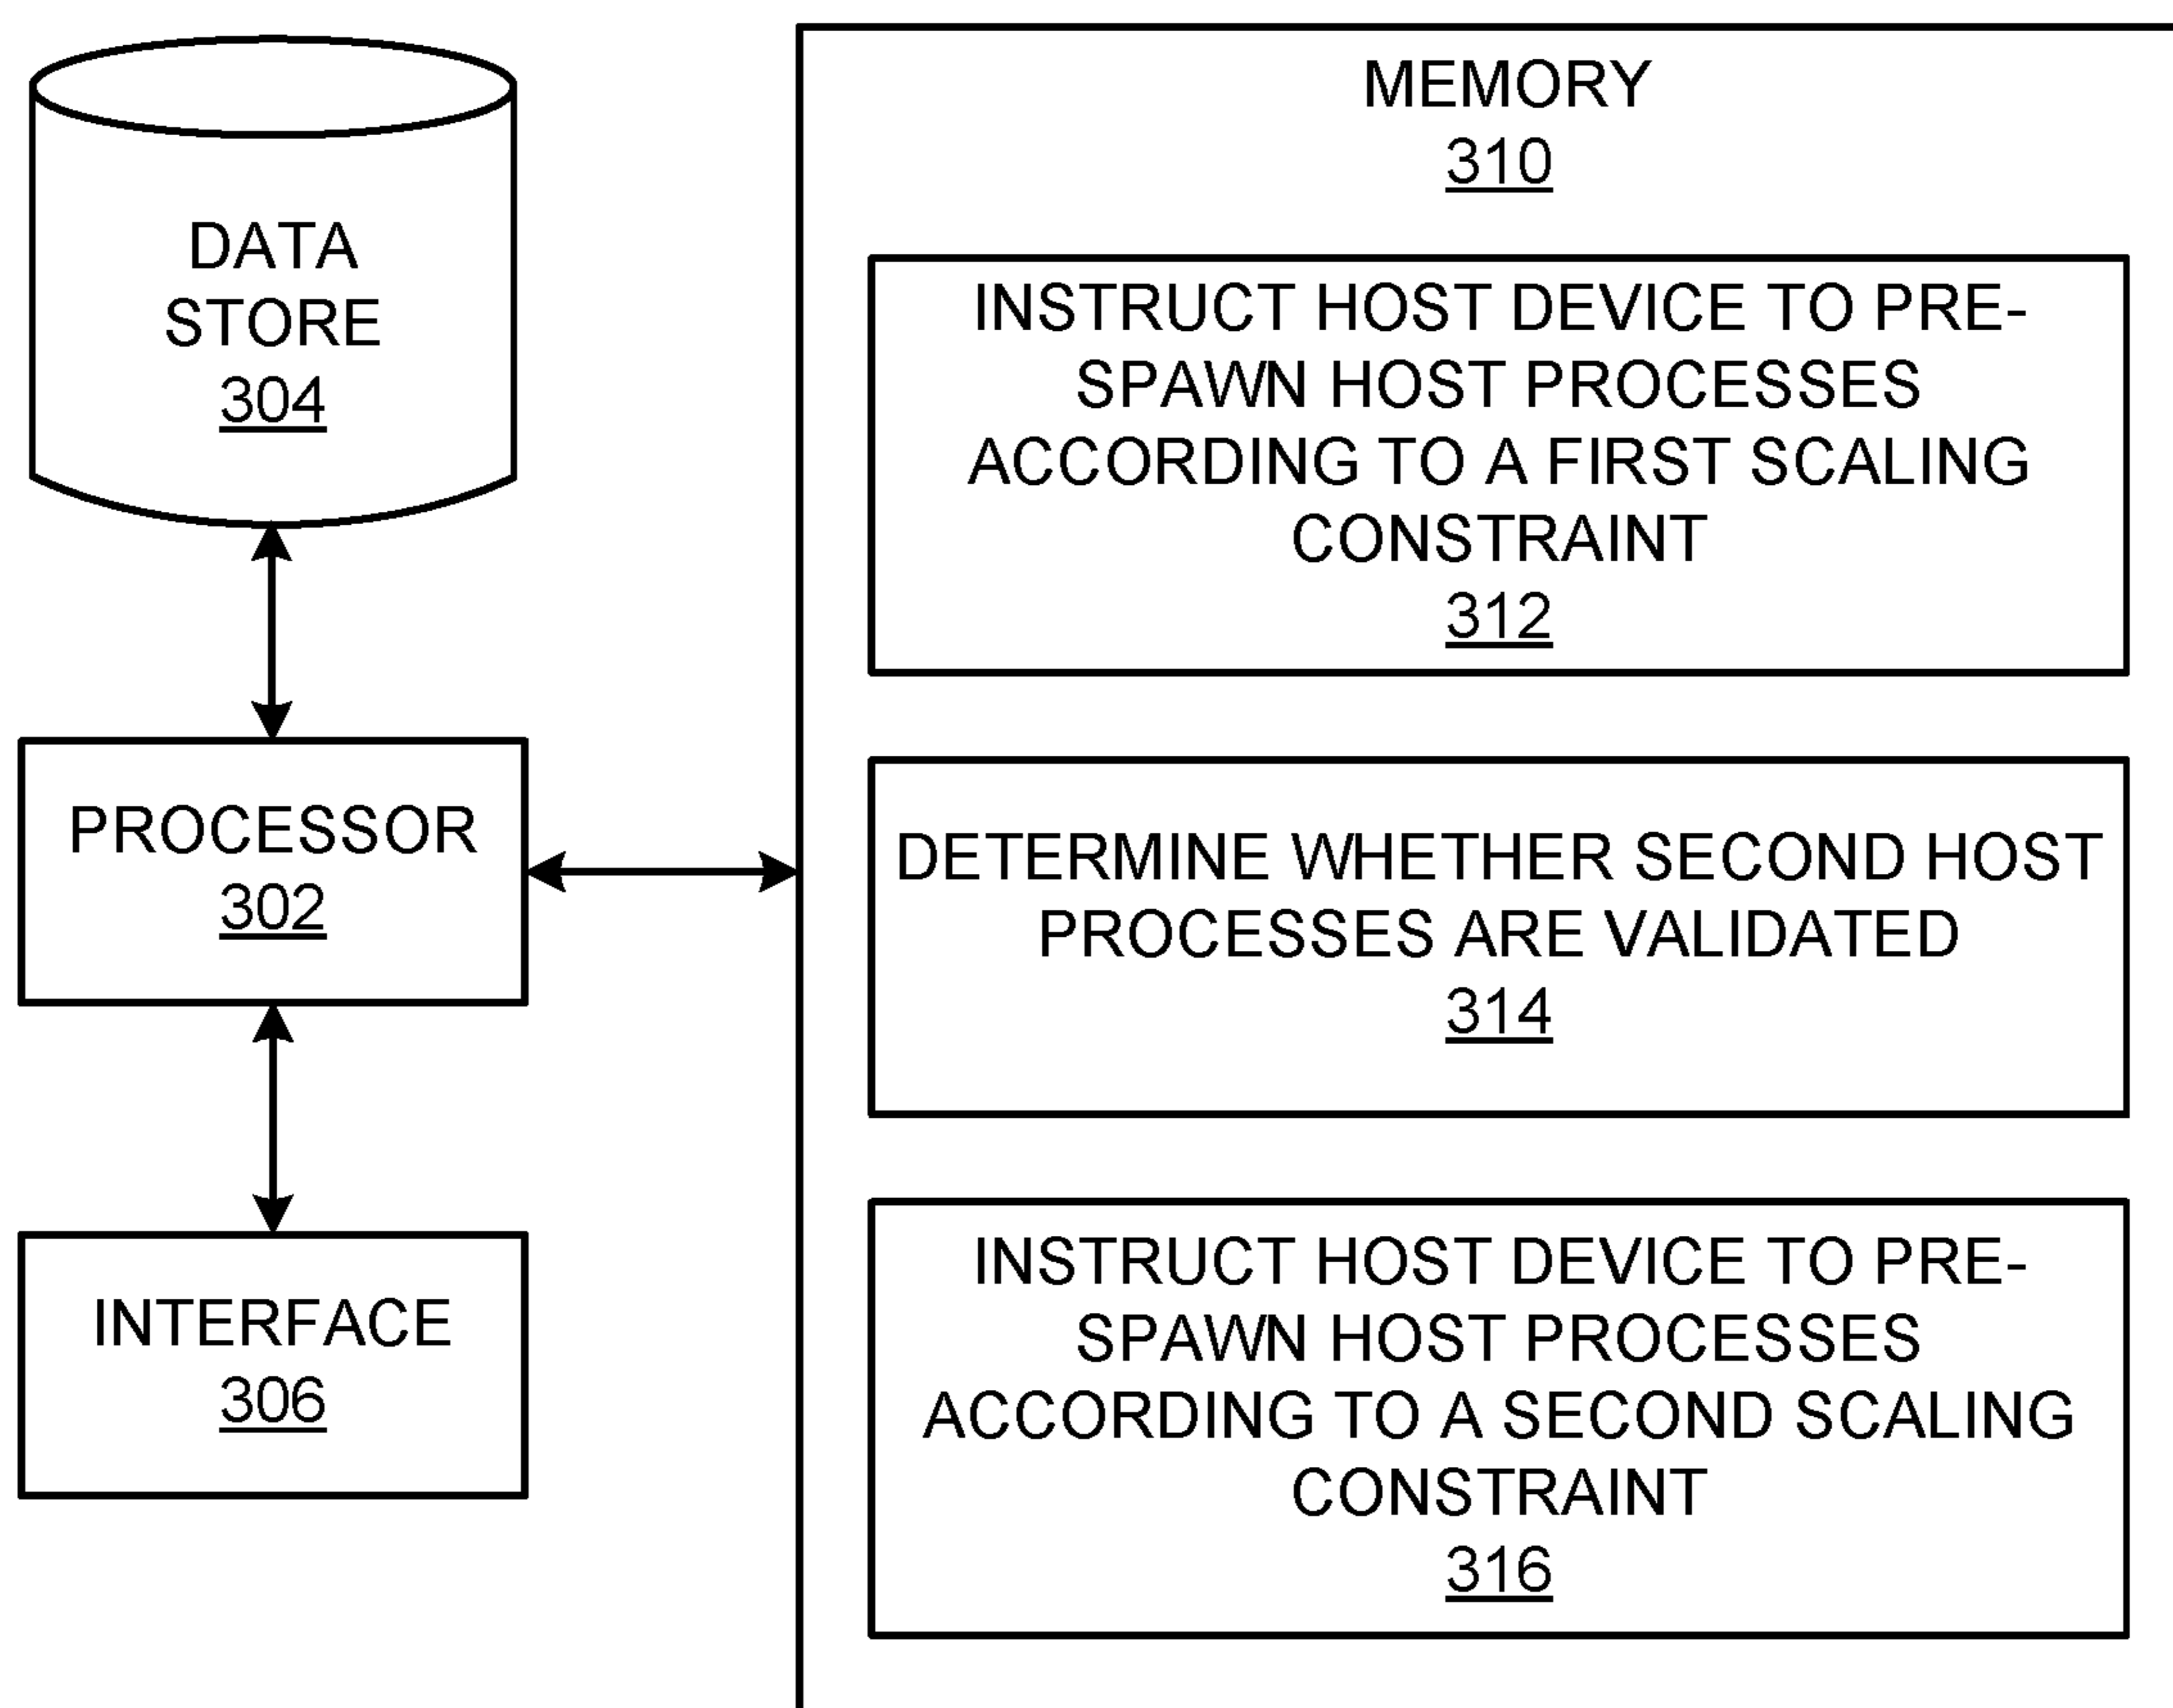 DATA
STORE
304
PROCESSOR
302
INTERFACE
306
MEMORY
310
INSTRUCT HOST DEVICE TO PRE-
SPAWN HOST PROCESSES
ACCORDING TO A FIRST SCALING
CONSTRAINT
312
DETERMINE WHETHER SECOND HOST
PROCESSES ARE VALIDATED
314
INSTRUCT HOST DEVICE TO PRE-
SPAWN HOST PROCESSES
ACCORDING TO A SECOND SCALING
CONSTRAINT
316